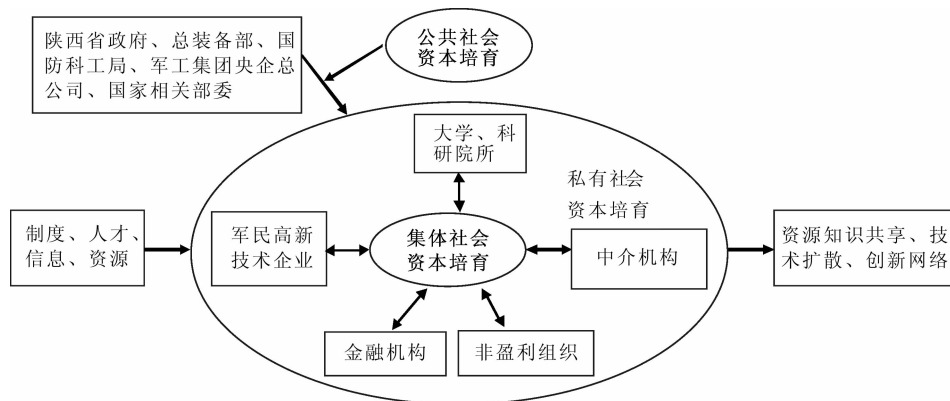 陕西省政府、总装备部、国
防科工局、军工集团央企总
公司、国家相关部委
公共社会
资本培育
大学、科
研院所
私有社会
资本培育
制度、人才、
信息、资源
军民高新
技术企业
集体社会
资本培育
中介机构
资源知识共享、技
术扩散、创新网络
金融机构
非盈利组织